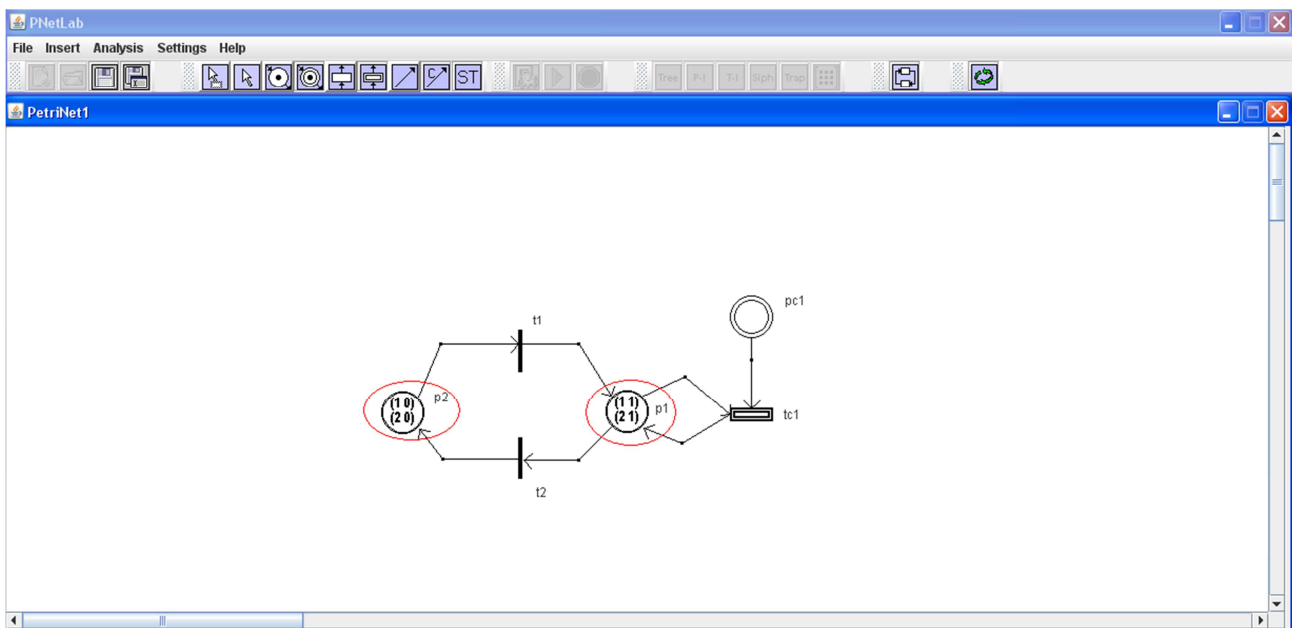 PNetLab
File Insert Analysis Settings Help
C ST Tree P-I T-I Siph Trap
PetriNet1
pc1
t1
(1 0)
(2 0)
p2
(1 1)
(2 1)
p1
tc1
t2